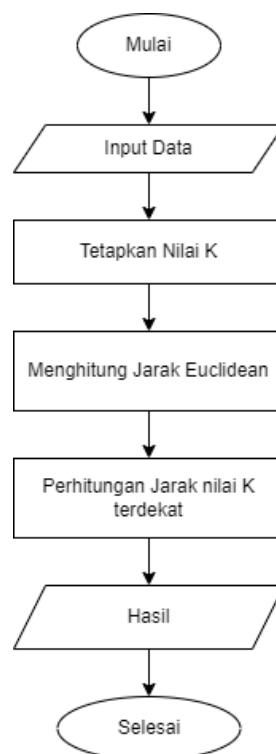 Mulai
Input Data
Tetapkan Nilai K
Menghitung Jarak Euclidean
Perhitungan Jarak nilai K
terdekat
Hasil
Selesai